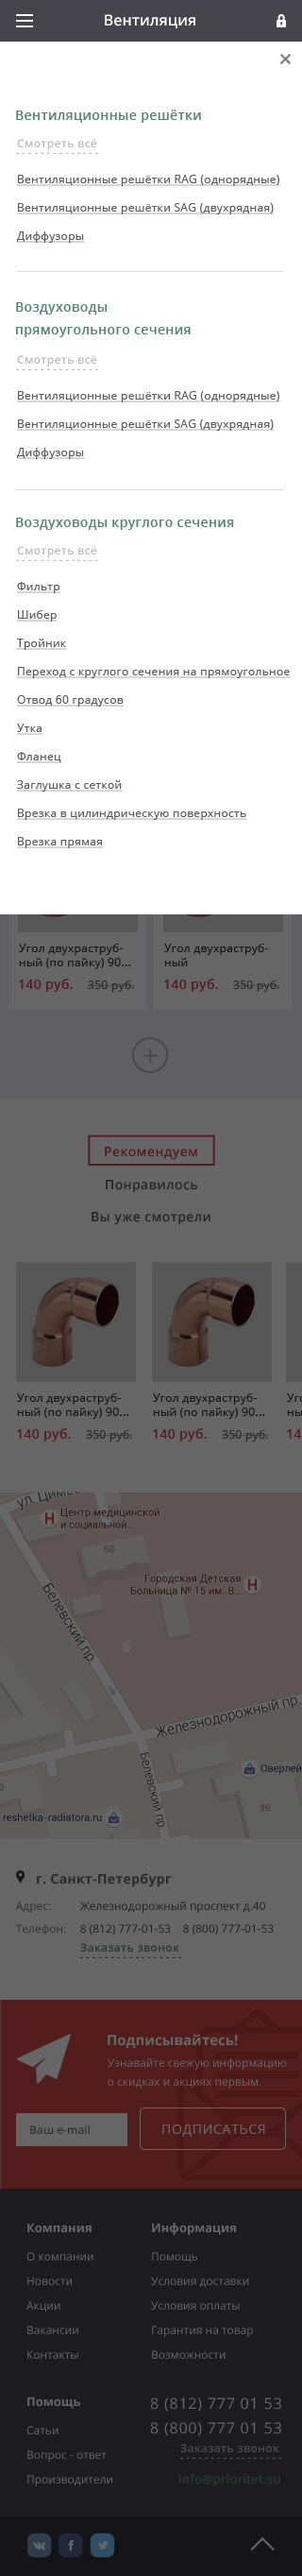 Вентиляция
Вентиляционные решётки
Смотреть всё
Вентиляционные решётки RAG (однорядные)
Вентиляционные решётки SAG (двухрядная)
Диффузоры
Воздуховоды
прямоугольного сечения
Смотреть всё
Вентиляционные решётки RAG (однорядные)
Вентиляционные решётки SAG (двухрядная)
Диффузоры
Воздуховоды круглого сечения
Смотреть всё
Фильтр
Шибер
Тройник
Переход с круглого сечения на прямоугольное
Отвод 60 градусов
Утка
Фланец
Заглушка с сеткой
Врезка в цилиндрическую поверхность
Врезка прямая
Угол двухраструб-
ный (по пайку) 90...
140 руб. 350 руб.
Угол двухраструб-
ный
140 руб. 350 руб.
Рекомендуем
Понравилось
Вы уже смотрели
Угол двухраструб-
ный (по пайку) 90...
140 руб. 350 руб.
Угол двухраструб-
ный (по пайку) 90...
140 руб. 350 руб.
Уго
ны
14
ул. Цимб
Центр медицинской
и социальной...
58
Городская Детская
Больница № 15 им. В...
Белевский пр.
Железнодорожный пр.
Белевский пр.
Оверлей
36
reshetka-radiatora.ru
г. Санкт-Петербург
Адрес: Железнодорожный проспект д.40
Телефон: 8 (812) 777-01-53 8 (800) 777-01-53
Заказать звонок
Подписывайтесь!
Узнавайте свежую информацию
о скидках и акциях первым.
Ваш e-mail
ПОДПИСАТЬСЯ
Компания
О компании
Новости
Акции
Вакансии
Контакты
Информация
Помощь
Условия доставки
Условия оплаты
Гарантия на товар
Возможности
Помощь
Сатьи
Вопрос - ответ
Производители
8 (812) 777 01 53
8 (800) 777 01 53
Заказать звонок
info@prioritet.su